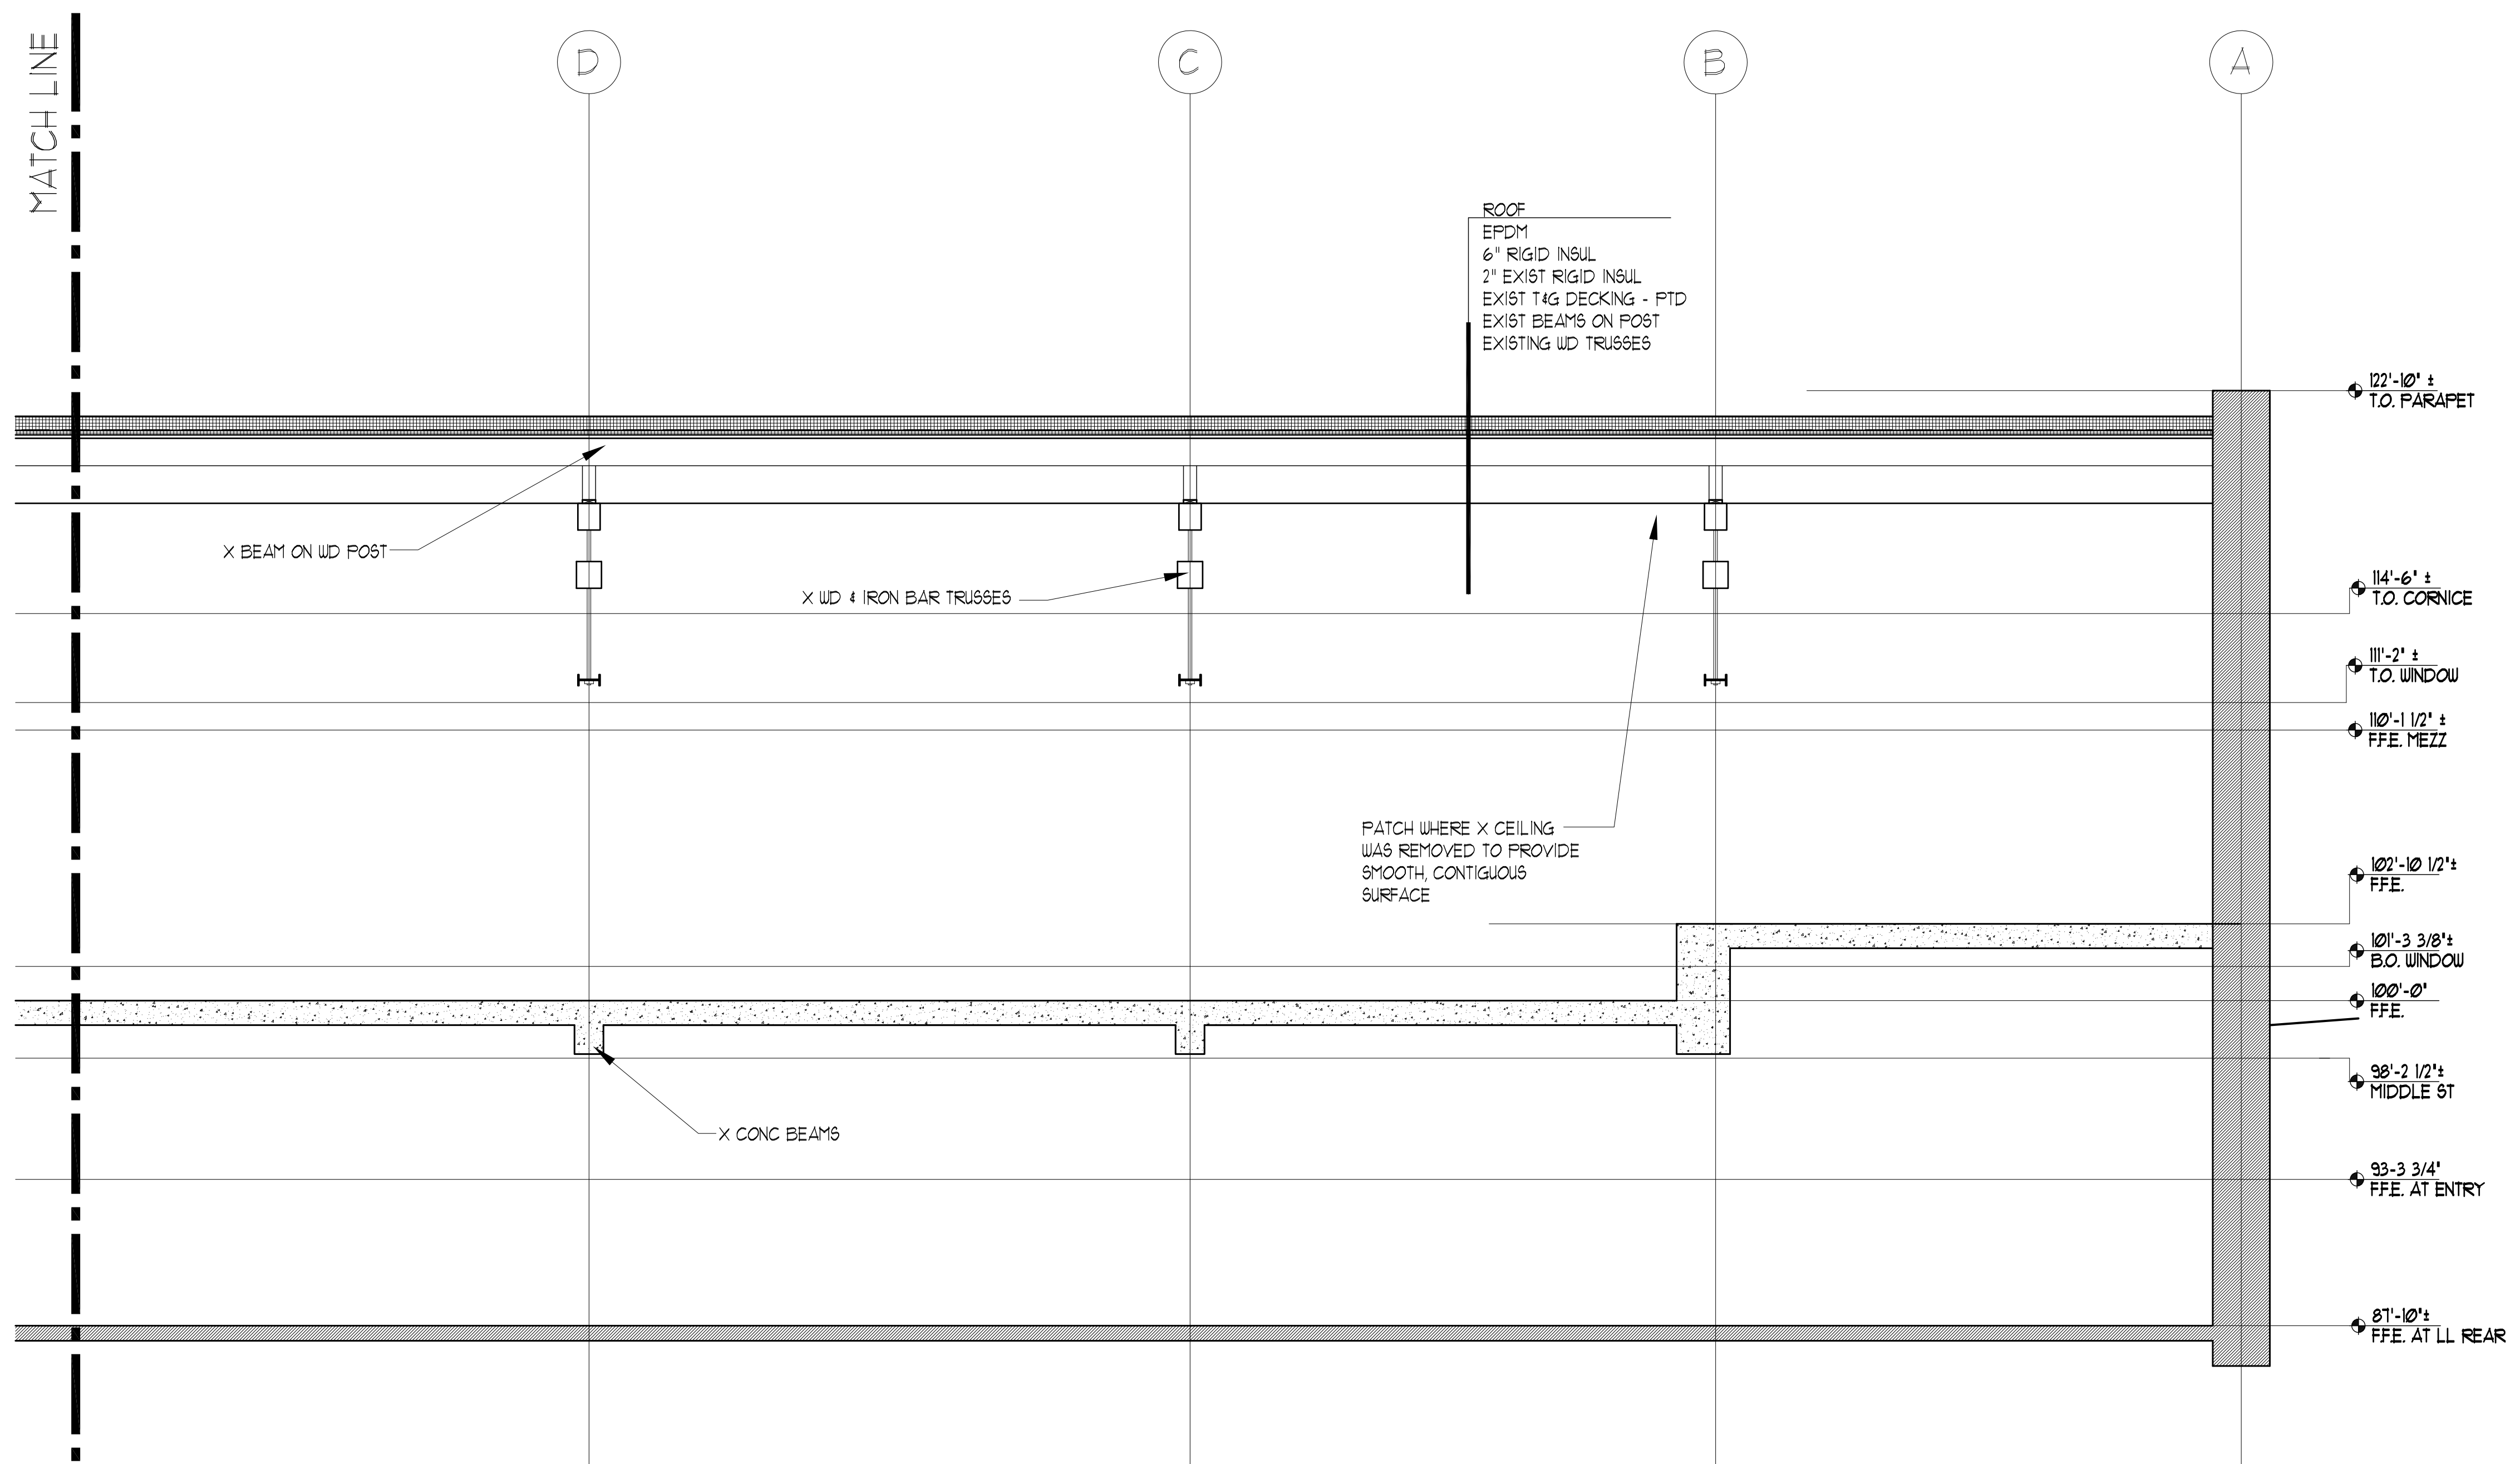 MATCH LINE
D
C
B
A
ROOF
EPDM
6" RIGID INSUL
2" EXIST RIGID INSUL
EXIST T&G DECKING - PTD
EXIST BEAMS ON POST
EXISTING WD TRUSSES
122'-10" ±
T.O. PARAPET
X BEAM ON WD POST
X WD & IRON BAR TRUSSES
114'-6" ±
T.O. CORNICE
111'-2" ±
T.O. WINDOW
110'-1 1/2" ±
F.F.E. MEZZ
PATCH WHERE X CEILING
WAS REMOVED TO PROVIDE
SMOOTH, CONTIGUOUS
SURFACE
102'-10 1/2"±
F.F.E.
101'-3 3/8"±
B.O. WINDOW
100'-0"
F.F.E.
98'-2 1/2"±
MIDDLE ST
X CONC BEAMS
93-3 3/4"
F.F.E. AT ENTRY
87'-10"±
F.F.E. AT LL REAR